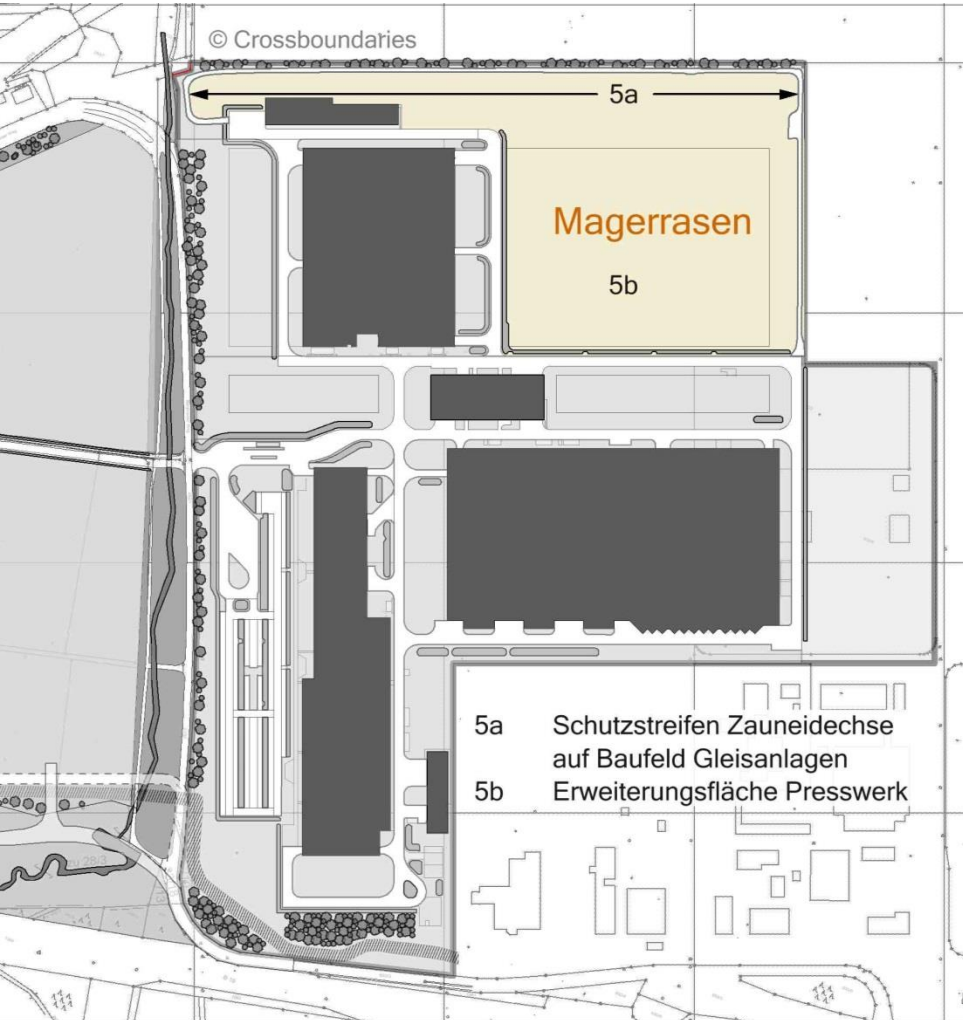 © Crossboundaries
5a
Magerrasen
5b
5a Schutzstreifen Zauneidechse
auf Baufeld Gleisanlagen
5b Erweiterungsfläche Presswerk